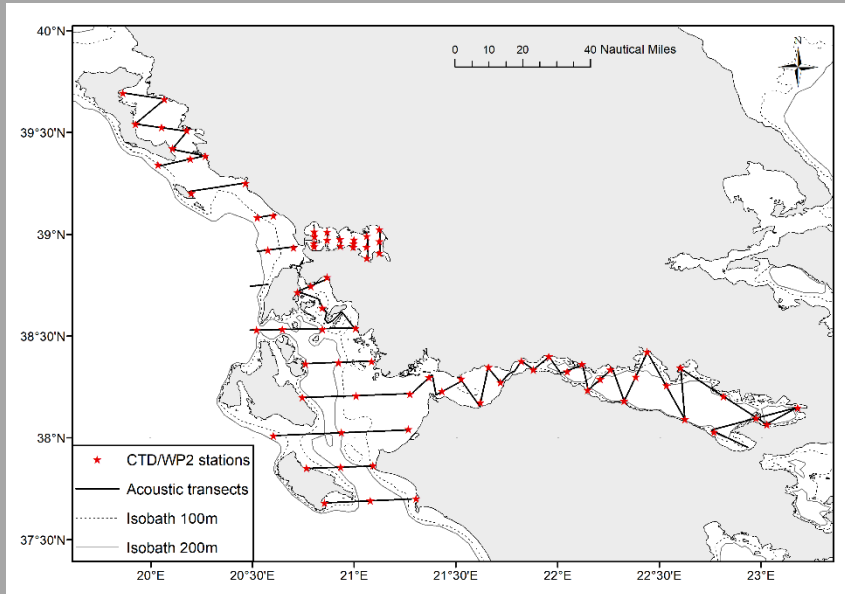 40°N
0 10 20 40 Nautical Miles
N
39°30'N
39°N
38°30'N
38°N
CTD/WP2 stations
Acoustic transects
Isobath 100m
Isobath 200m
37°30'N
20°E 20°30'E 21°E 21°30'E 22°E 22°30'E 23°E